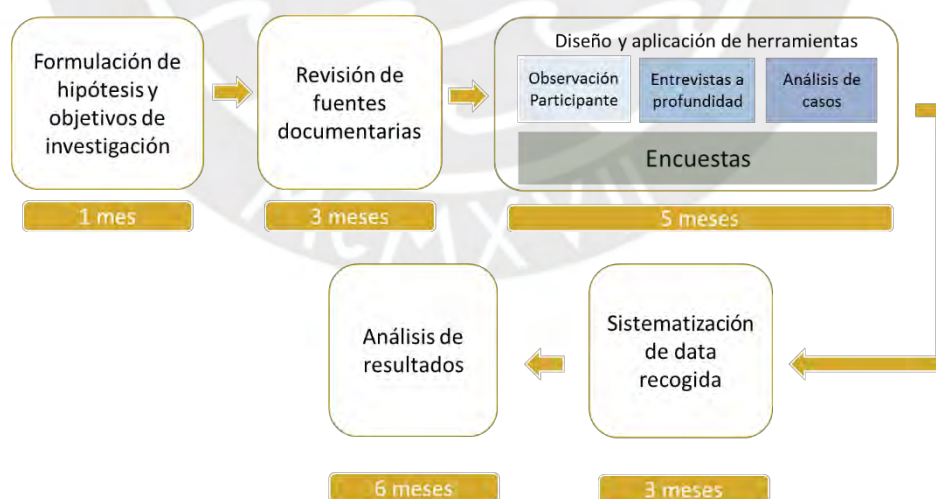 Formulación de
hipótesis y
objetivos de
investigación
1 mes
Revisión de
fuentes
documentarias
3 meses
Diseño y aplicación de herramientas
Observación
Participante
Entrevistas a
profundidad
Análisis de
casos
Encuestas
5 meses
MCMXVII
Sistematización
de data
recogida
3 meses
Análisis de
resultados
6 meses